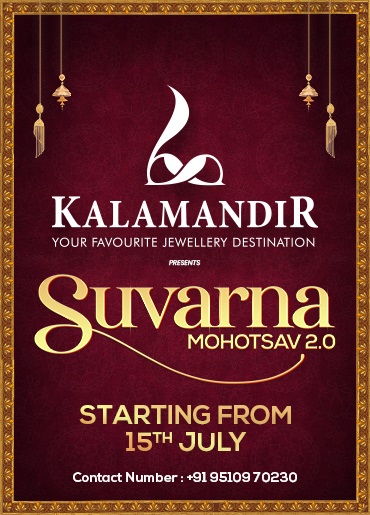 KALAMANDIR
YOUR FAVOURITE JEWELLERY DESTINATION
PRESENTS
Suvarna
MOHOTSAV 2.0
STARTING FROM
15TH JULY
Contact Number : +91 95109 70230